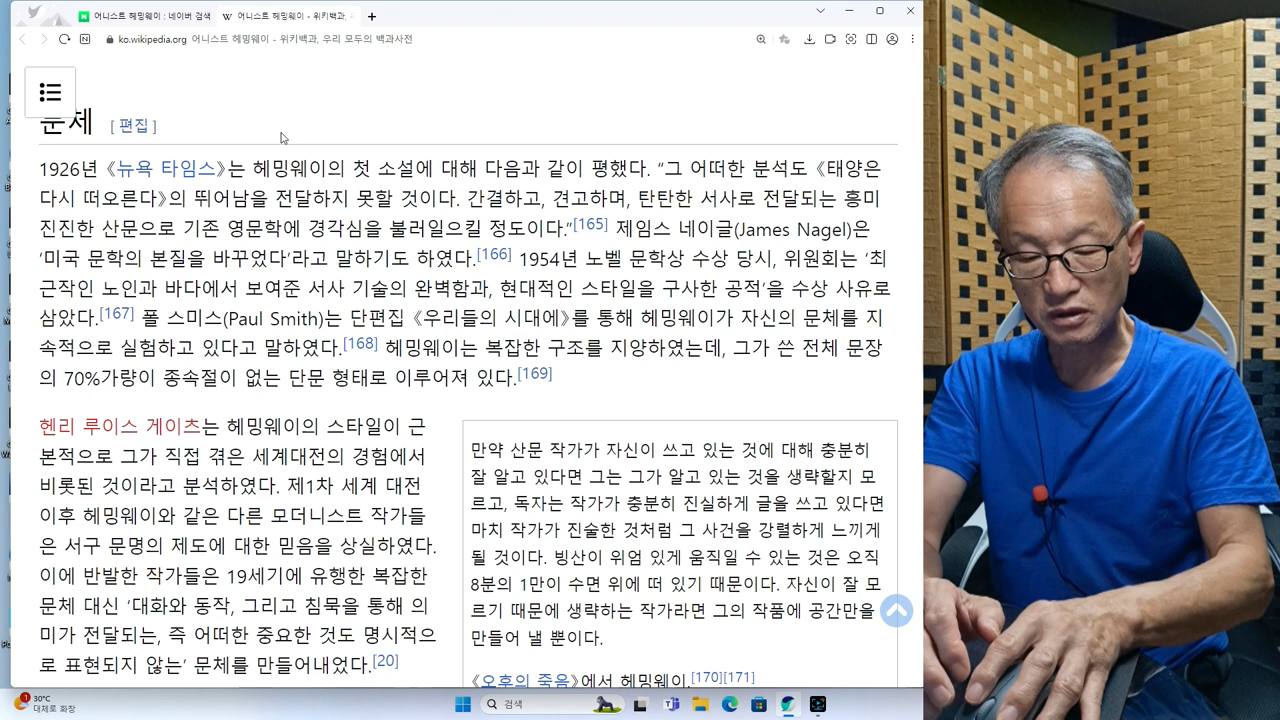 어니스트 헤밍웨이 : 네이버 검색
어니스트 헤밍웨이 - 위키백과,
ko.wikipedia.org 어니스트 헤밍웨이 - 위키백과, 우리 모두의 백과사전
문체 [ 편집 ]
1926년 《뉴욕 타임스》는 헤밍웨이의 첫 소설에 대해 다음과 같이 평했다. “그 어떠한 분석도 《태양은
다시 떠오른다》의 뛰어남을 전달하지 못할 것이다. 간결하고, 견고하며, 탄탄한 서사로 전달되는 흥미
진진한 산문으로 기존 영문학에 경각심을 불러일으킬 정도이다.”[165] 제임스 네이글(James Nagel)은
‘미국 문학의 본질을 바꾸었다’라고 말하기도 하였다.[166] 1954년 노벨 문학상 수상 당시, 위원회는 ‘최
근작인 노인과 바다에서 보여준 서사 기술의 완벽함과, 현대적인 스타일을 구사한 공적’을 수상 사유로
삼았다.[167] 폴 스미스(Paul Smith)는 단편집 《우리들의 시대에》를 통해 헤밍웨이가 자신의 문체를 지
속적으로 실험하고 있다고 말하였다.[168] 헤밍웨이는 복잡한 구조를 지양하였는데, 그가 쓴 전체 문장
의 70%가량이 종속절이 없는 단문 형태로 이루어져 있다.[169]
헨리 루이스 게이츠는 헤밍웨이의 스타일이 근
본적으로 그가 직접 겪은 세계대전의 경험에서
비롯된 것이라고 분석하였다. 제1차 세계 대전
이후 헤밍웨이와 같은 다른 모더니스트 작가들
은 서구 문명의 제도에 대한 믿음을 상실하였다.
이에 반발한 작가들은 19세기에 유행한 복잡한
문체 대신 ‘대화와 동작, 그리고 침묵을 통해 의
미가 전달되는, 즉 어떠한 중요한 것도 명시적으
로 표현되지 않는’ 문체를 만들어내었다.[20]
만약 산문 작가가 자신이 쓰고 있는 것에 대해 충분히
잘 알고 있다면 그는 그가 알고 있는 것을 생략할지 모
르고, 독자는 작가가 충분히 진실하게 글을 쓰고 있다면
마치 작가가 진술한 것처럼 그 사건을 강렬하게 느끼게
될 것이다. 빙산이 위엄 있게 움직일 수 있는 것은 오직
8분의 1만이 수면 위에 떠 있기 때문이다. 자신이 잘 모
르기 때문에 생략하는 작가라면 그의 작품에 공간만을
만들어 낼 뿐이다.
《오후의 죽음》에서 헤밍웨이.[170][171]
1
30°C
대체로 화창
검색